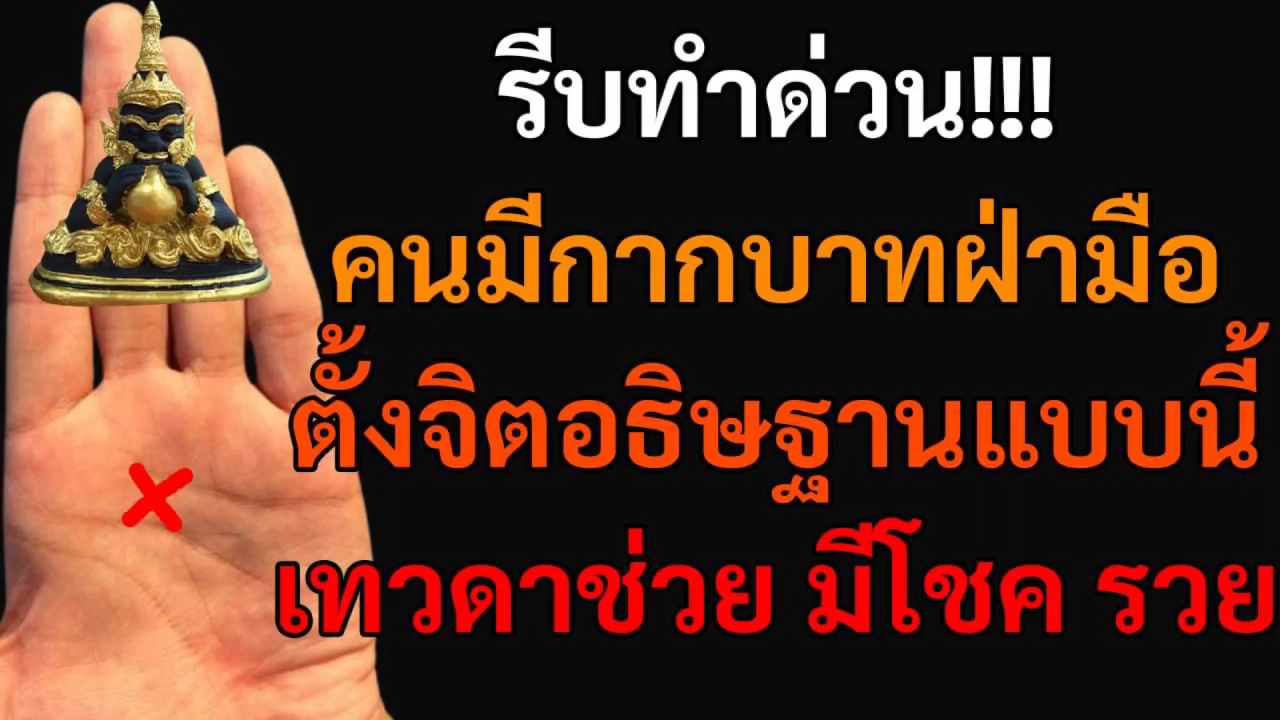 รีบทำด่วน!!!
คนมีกากบาทฝ่ามือ
ตั้งจิตอธิษฐานแบบนี้
เทวดาช่วย มีโชค รวย